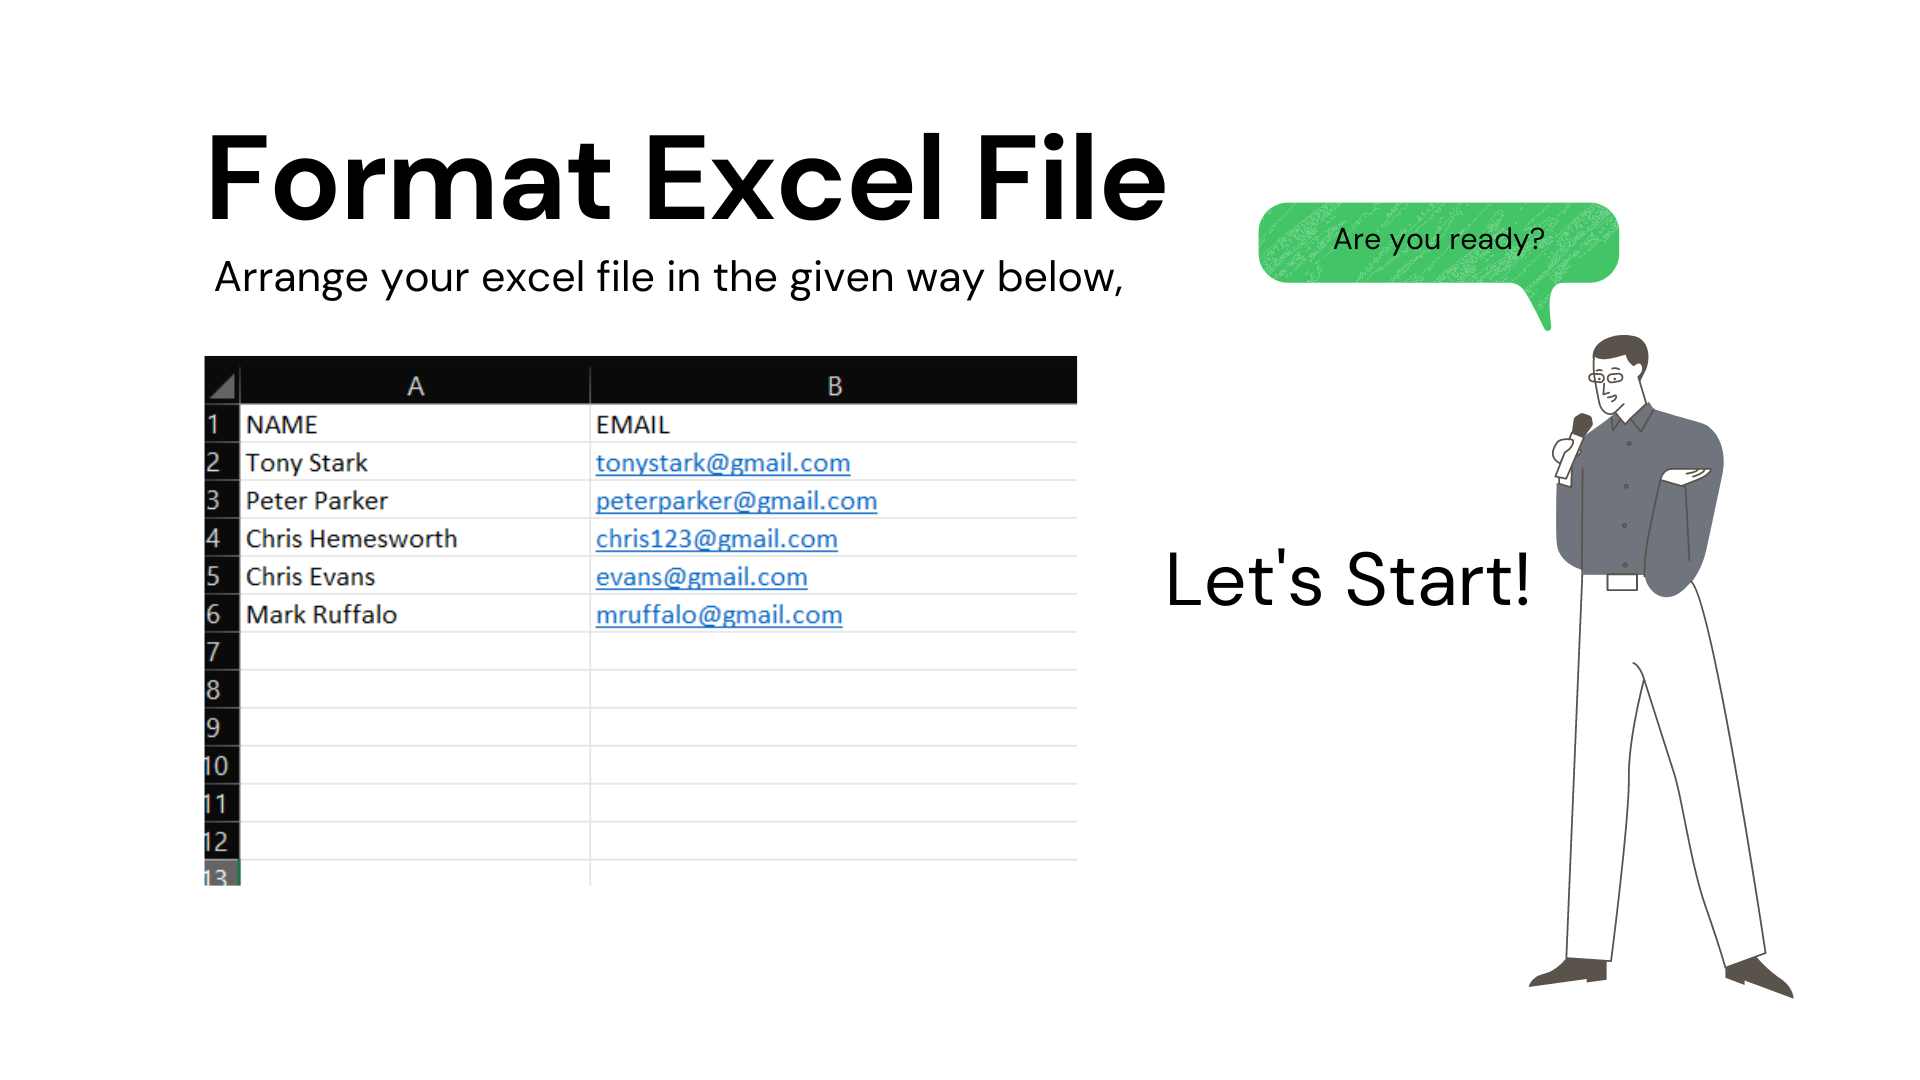 Format Excel File
Arrange your excel file in the given way below,
Are you ready?
A B
1 NAME EMAIL
2 Tony Stark tonystark@gmail.com
3 Peter Parker peterparker@gmail.com
4 Chris Hemesworth chris123@gmail.com
5 Chris Evans evans@gmail.com
6 Mark Ruffalo mruffalo@gmail.com
7
8
9
10
11
12
13
Let's Start!